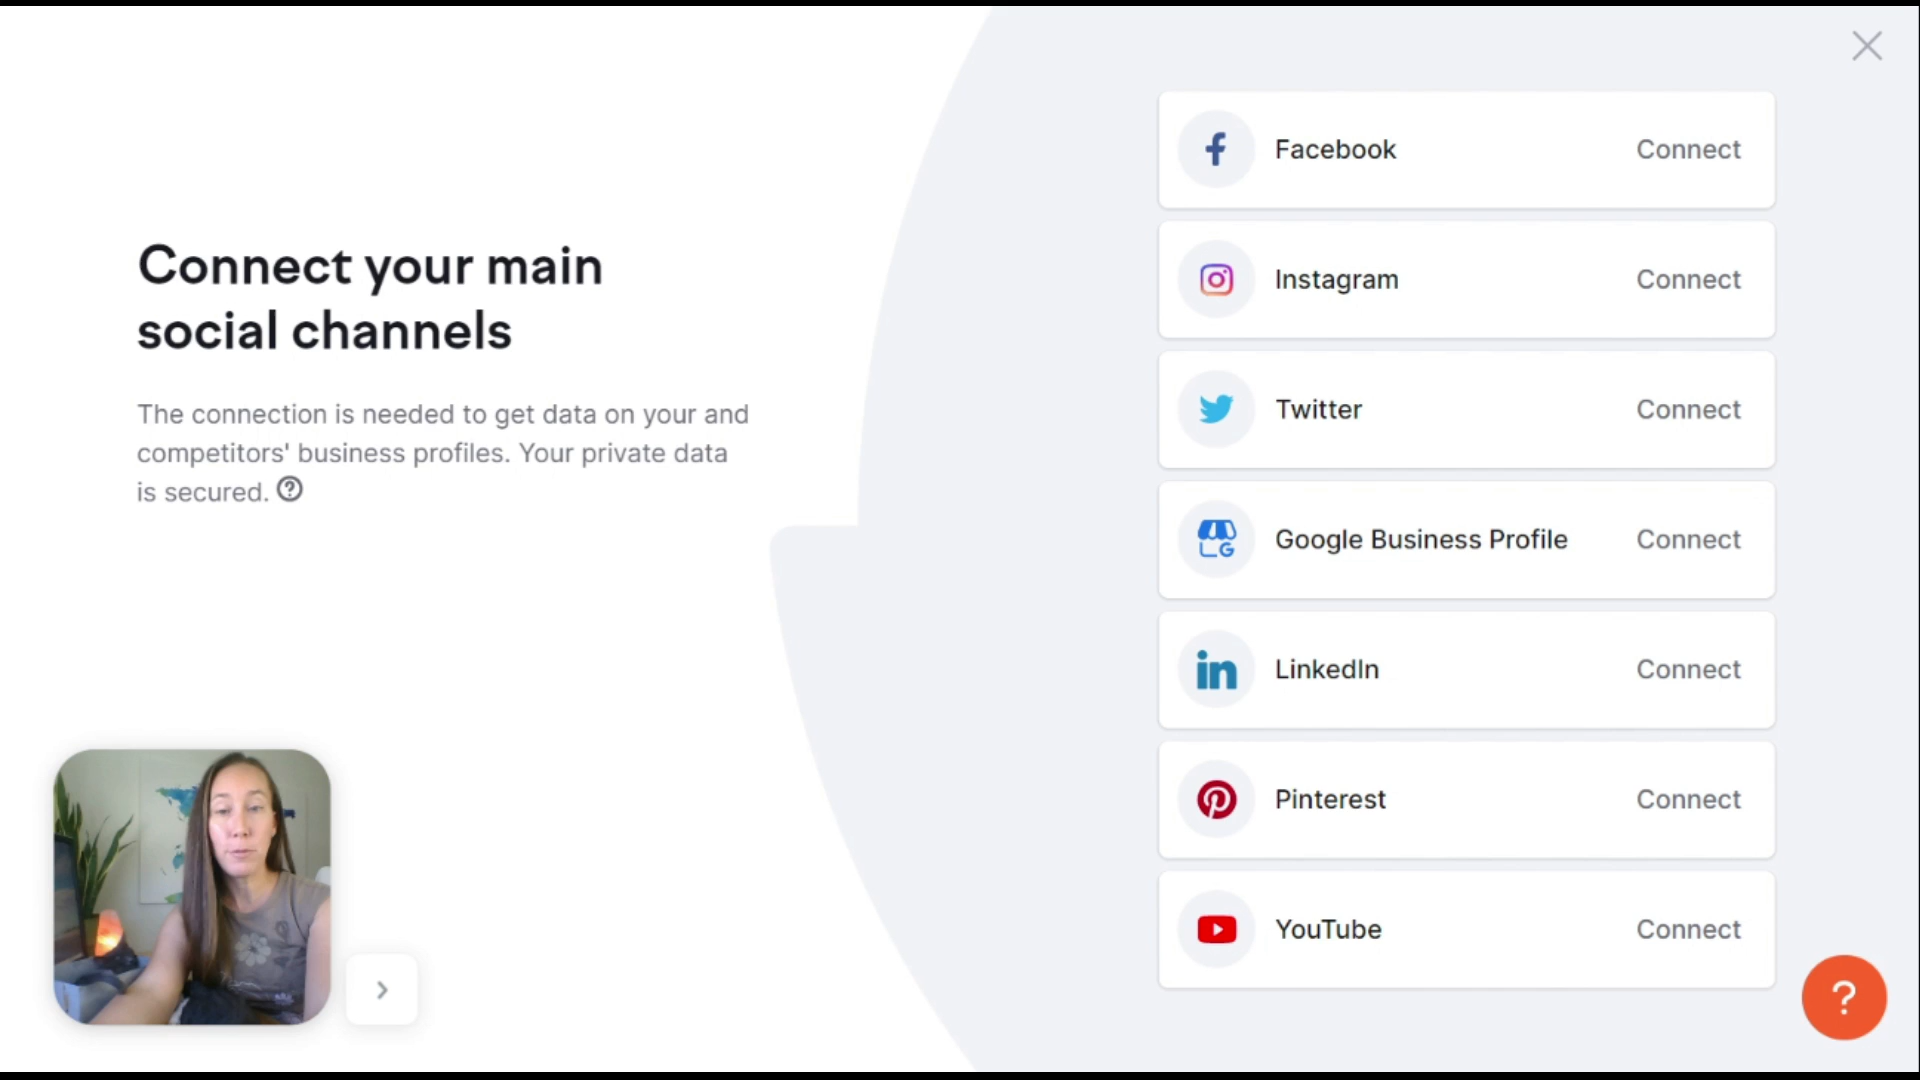 Connect your main
social channels
The connection is needed to get data on your and
competitors' business profiles. Your private data
is secured. ?
Facebook Connect
Instagram Connect
Twitter Connect
Google Business Profile Connect
LinkedIn Connect
Pinterest Connect
YouTube Connect
?